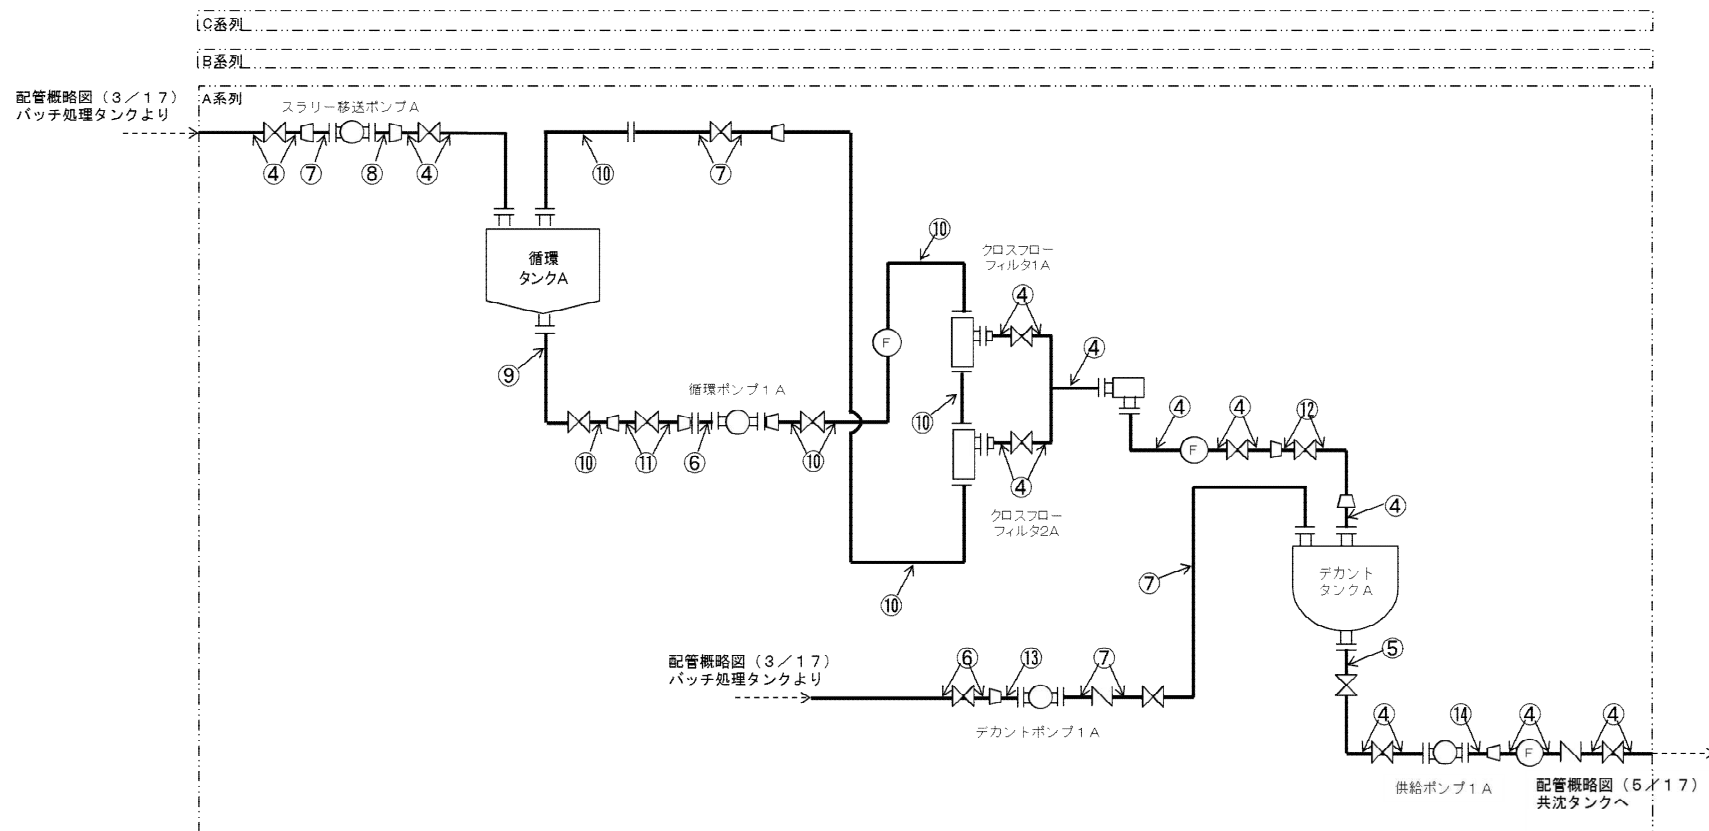 C系列
B系列
A系列
配管概略図（3／17）
バッチ処理タンクより
スラリー移送ポンプA
④
⑦
⑧
④
⑩
⑦
循環
タンクA
⑨
⑩
クロスフロー
フィルタ1A
④
F
④
循環ポンプ1A
⑩
⑪
⑥
⑩
⑩
④
クロスフロー
フィルタ2A
④
④
⑫
F
④
⑩
⑦
デカント
タンクA
⑤
配管概略図（3／17）
バッチ処理タンクより
⑥
⑬
⑦
デカントポンプ1A
④
⑭
④
④
F
供給ポンプ1A
配管概略図（5／17）
共沈タンクへ